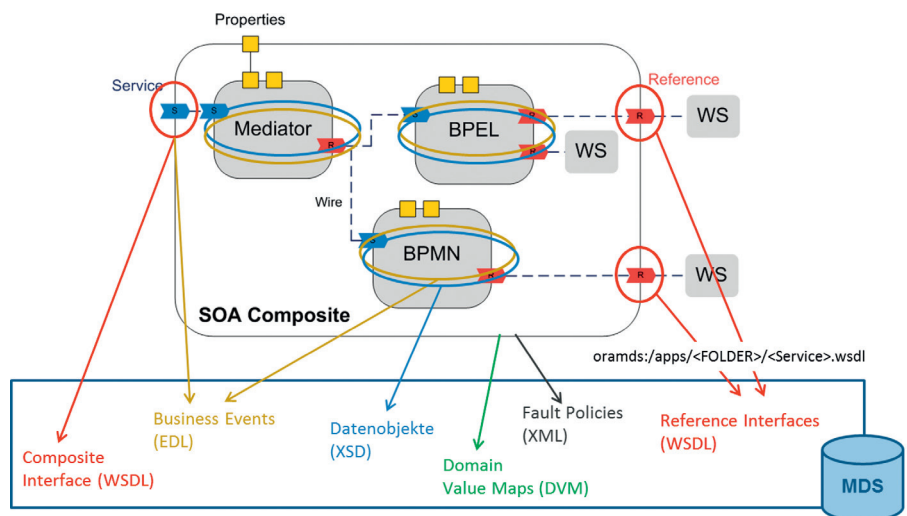 Properties
Service
Reference
S
S
Mediator
R
S
BPEL
R
R
WS
R
WS
Wire
S
BPMN
R
R
WS
SOA Composite
oramds:/apps/<FOLDER>/<Service>.wsdl
Business Events
(EDL)
Datenobjekte
(XSD)
Fault Policies
(XML)
Reference Interfaces
(WSDL)
Composite
Interface (WSDL)
Domain
Value Maps (DVM)
MDS